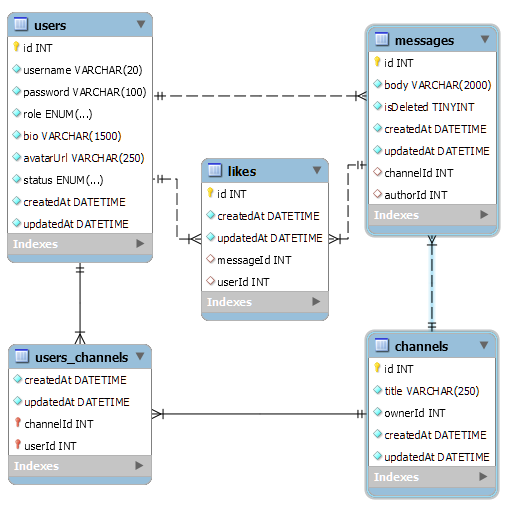 users
id INT
username VARCHAR(20)
password VARCHAR(100)
role ENUM(...)
bio VARCHAR(1500)
avatarUrl VARCHAR(250)
status ENUM(...)
createdAt DATETIME
updatedAt DATETIME
Indexes
messages
id INT
body VARCHAR(2000)
isDeleted TINYINT
createdAt DATETIME
updatedAt DATETIME
channelId INT
authorId INT
Indexes
likes
id INT
createdAt DATETIME
updatedAt DATETIME
messageId INT
userId INT
Indexes
users_channels
createdAt DATETIME
updatedAt DATETIME
channelId INT
userId INT
Indexes
channels
id INT
title VARCHAR(250)
ownerId INT
createdAt DATETIME
updatedAt DATETIME
Indexes